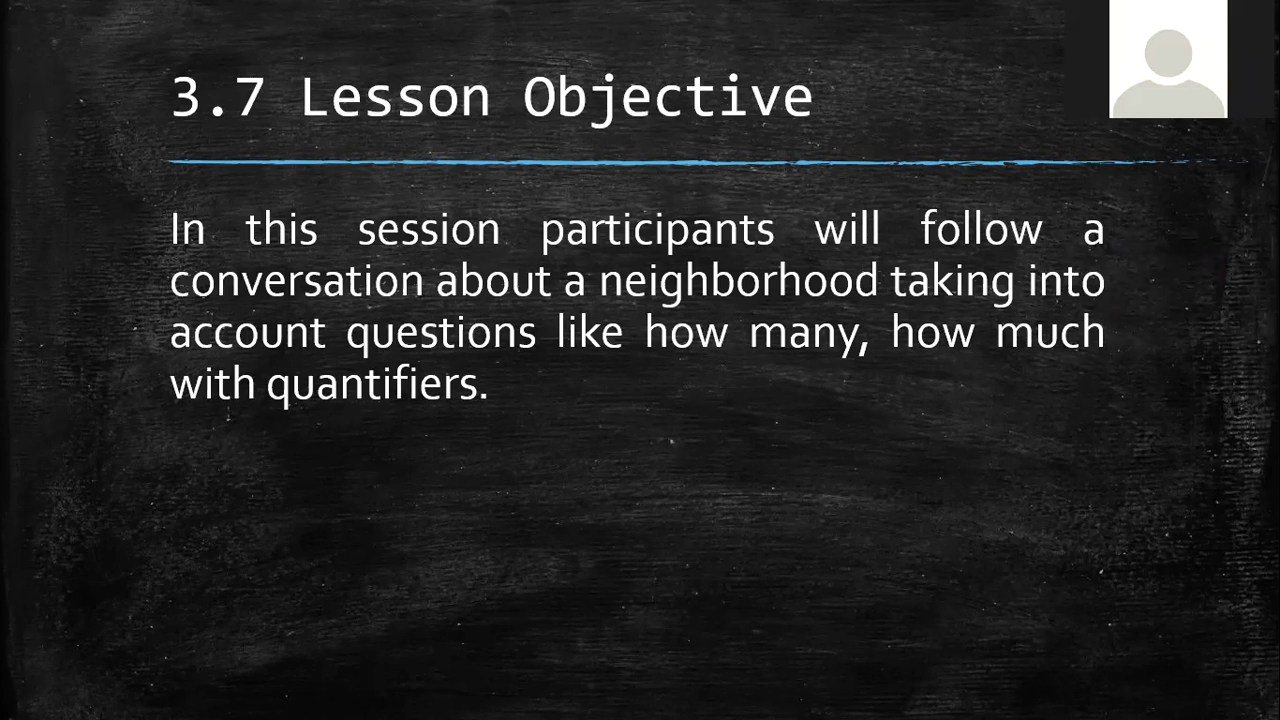 3.7 Lesson Objective
In this session participants will follow a
conversation about a neighborhood taking into
account questions like how many, how much
with quantifiers.